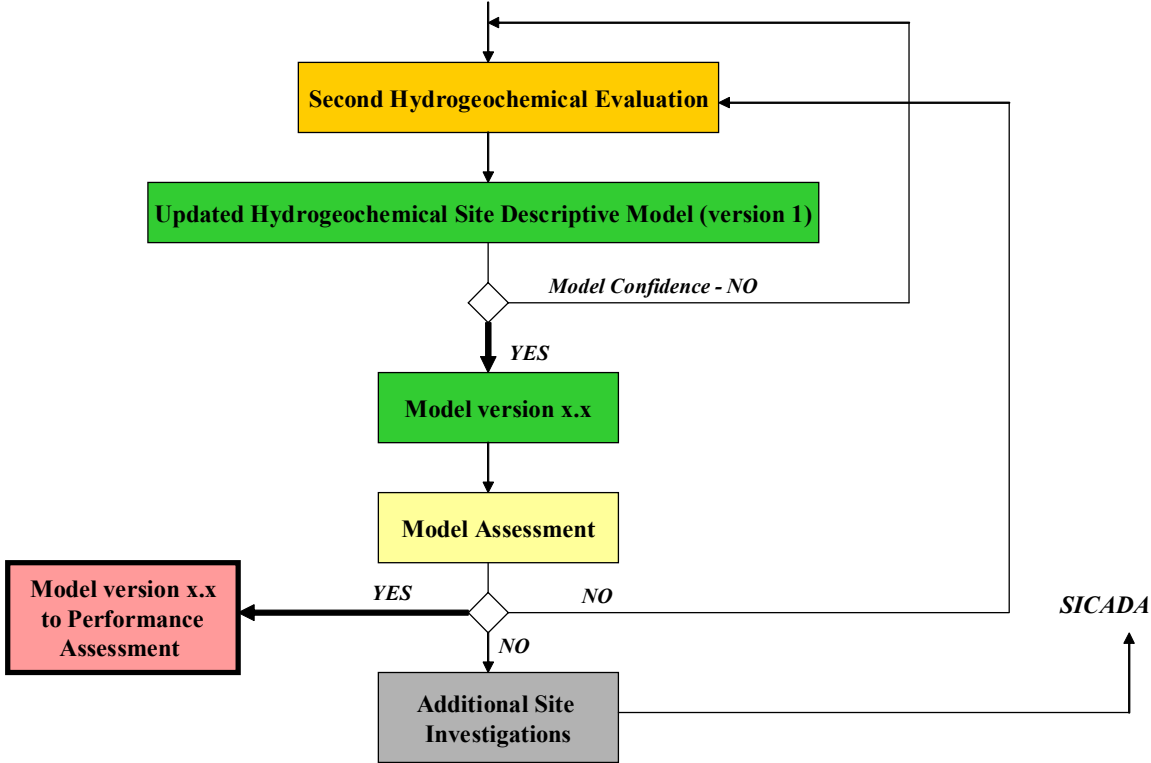 Second Hydrogeochemical Evaluation
Updated Hydrogeochemical Site Descriptive Model (version 1)
Model Confidence - NO
YES
Model version x.x
Model Assessment
Model version x.x
to Performance
Assessment
YES
NO
SICADA
NO
Additional Site
Investigations